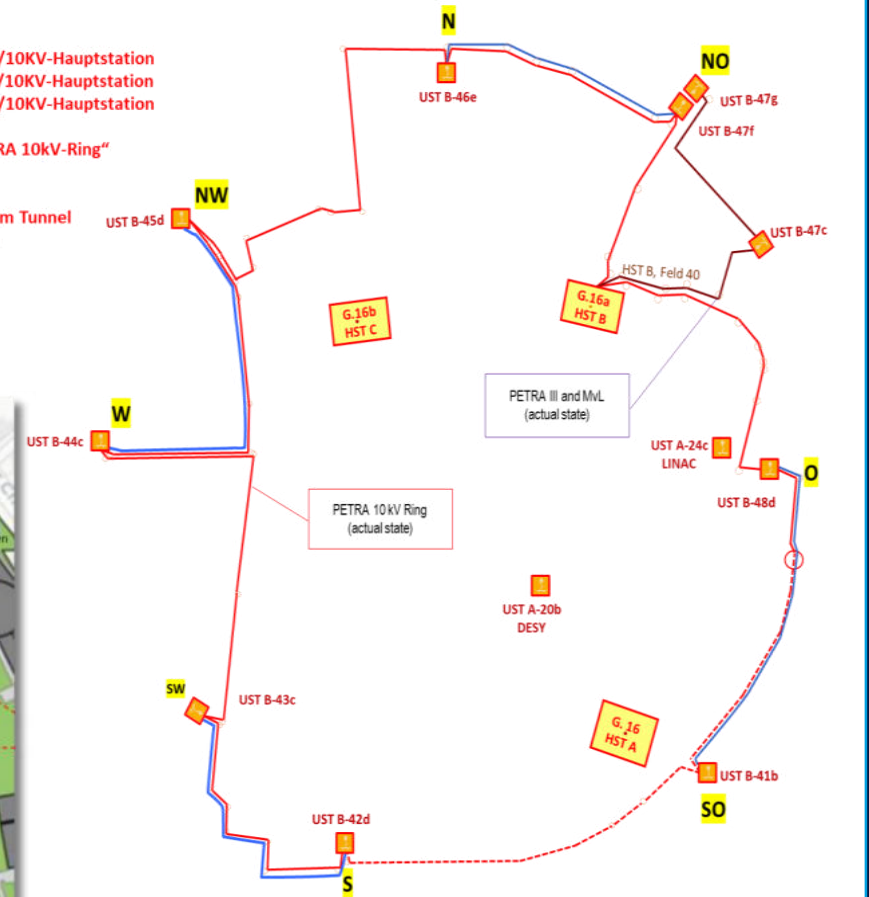 /10KV-Hauptstation
/10KV-Hauptstation
/10KV-Hauptstation
RA 10kV-Ring“
m Tunnel
N
UST B-46e
NO
UST B-47g
UST B-47f
NW
UST B-45d
UST B-47c
HST B, Feld 40
G.16a
HST B
G.16b
HST C
PETRA III and MvL
(actual state)
W
UST B-44c
UST A-24c
LINAC
O
UST B-48d
PETRA 10 kV Ring
(actual state)
UST A-20b
DESY
SW
UST B-43c
G. 16
HST A
UST B-41b
SO
UST B-42d
S